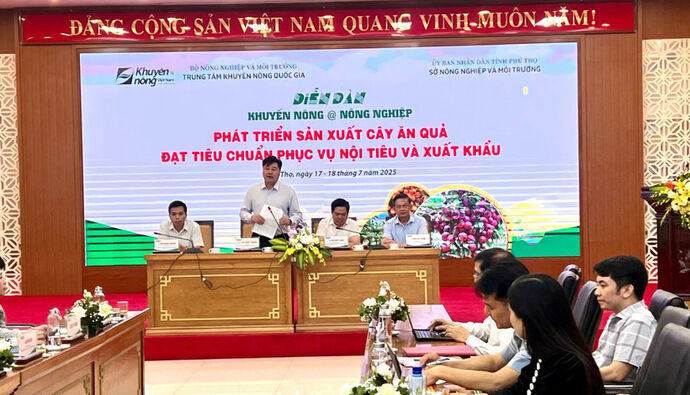 ĐẢNG CỘNG SẢN VIỆT NAM QUANG VINH MUÔN NĂM!
Khuyến nông
BỘ NÔNG NGHIỆP VÀ MÔI TRƯỜNG
TRUNG TÂM KHUYẾN NÔNG QUỐC GIA
ỦY BAN NHÂN DÂN TỈNH PHÚ THỌ
SỞ NÔNG NGHIỆP VÀ MÔI TRƯỜNG
DIỄN ĐÀN
KHUYẾN NÔNG @ NÔNG NGHIỆP
PHÁT TRIỂN SẢN XUẤT CÂY ĂN QUẢ
ĐẠT TIÊU CHUẨN PHỤC VỤ NỘI TIÊU VÀ XUẤT KHẨU
Thọ, ngày 17 - 18 tháng 7 năm 2025